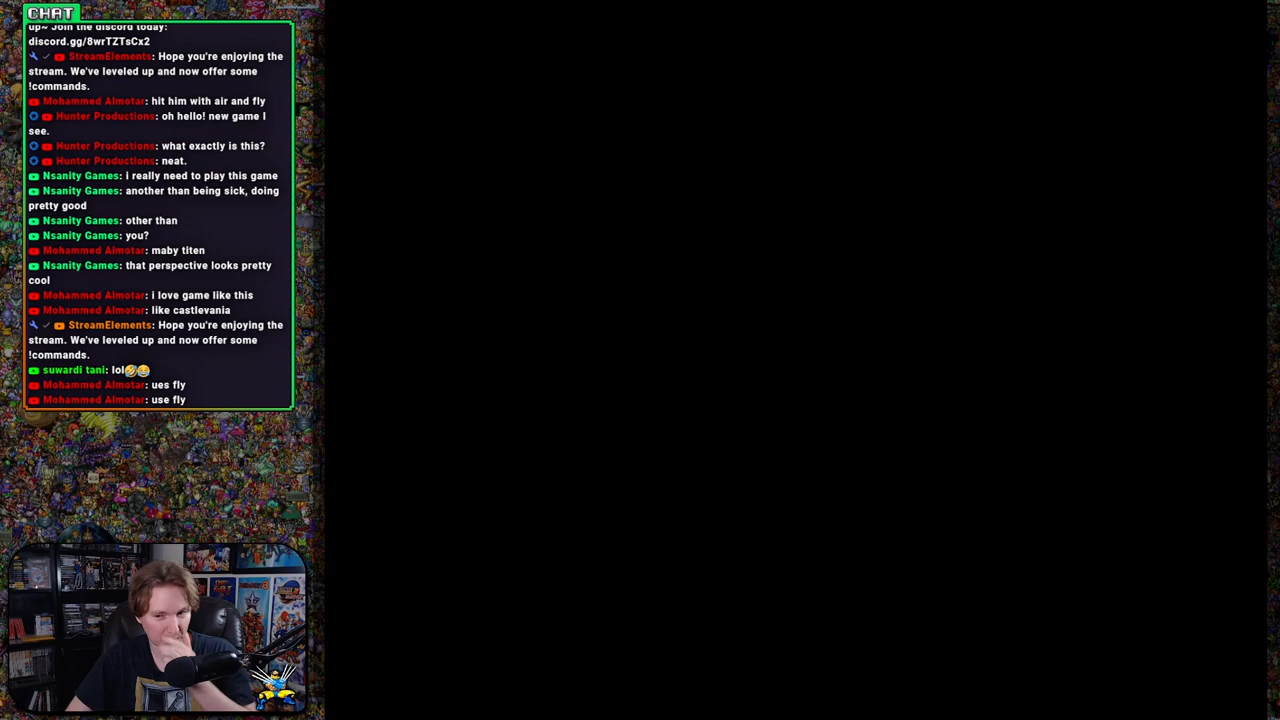 CHAT
up~ Join the discord today:
discord.gg/8wrTZTsCx2
StreamElements: Hope you're enjoying the
stream. We've leveled up and now offer some
!commands.
Mohammed Almotar: hit him with air and fly
Hunter Productions: oh hello! new game I
see.
Hunter Productions: what exactly is this?
Hunter Productions: neat.
Nsanity Games: i really need to play this game
Nsanity Games: another than being sick, doing
pretty good
Nsanity Games: other than
Nsanity Games: you?
Mohammed Almotar: maby titen
Nsanity Games: that perspective looks pretty
cool
Mohammed Almotar: i love game like this
Mohammed Almotar: like castlevania
StreamElements: Hope you're enjoying the
stream. We've leveled up and now offer some
!commands.
suwardi tani: lol🤣😂
Mohammed Almotar: ues fly
Mohammed Almotar: use fly